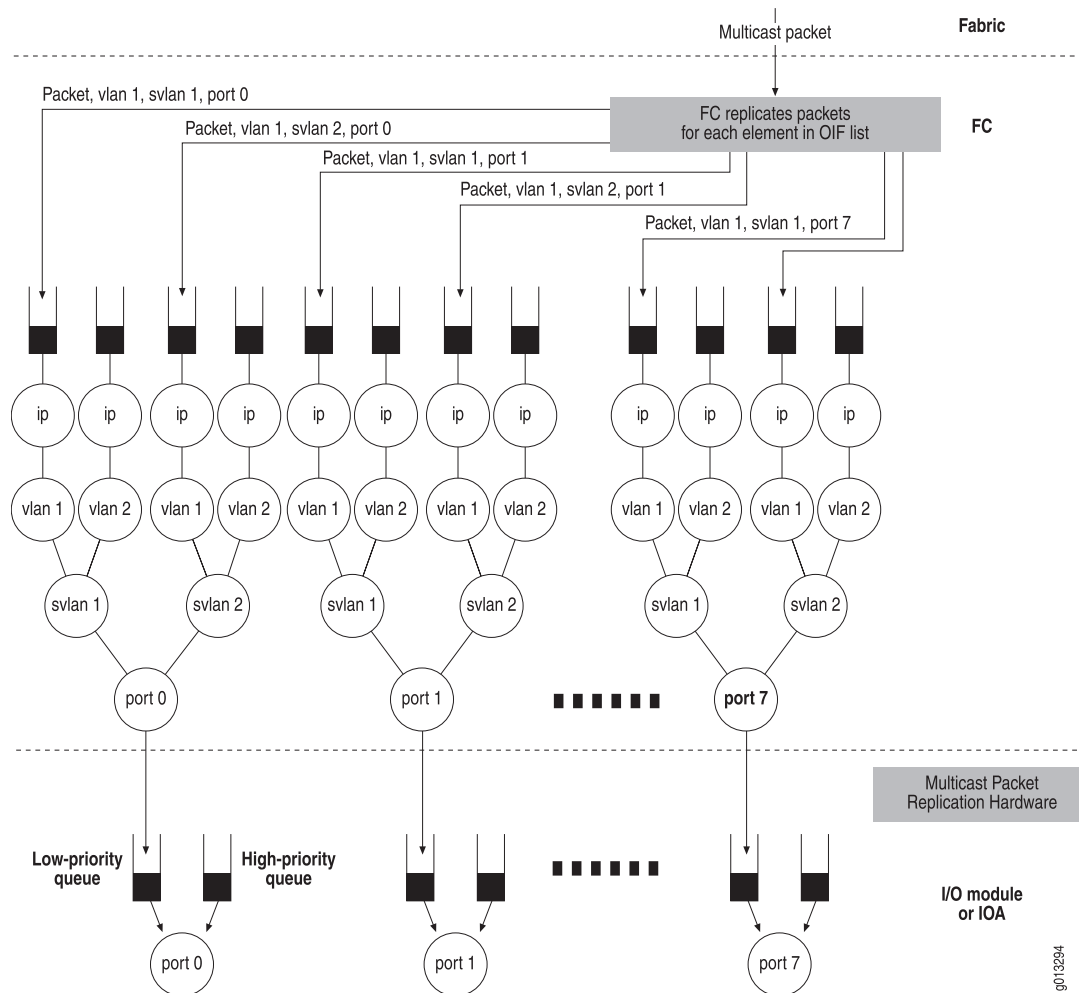 Multicast packet
Fabric
Packet, vlan 1, svlan 1, port 0
FC replicates packets
for each element in OIF list
FC
Packet, vlan 1, svlan 2, port 0
Packet, vlan 1, svlan 1, port 1
Packet, vlan 1, svlan 2, port 1
Packet, vlan 1, svlan 1, port 7
ip ip ip ip ip ip ip ip ip ip ip ip
vlan 1 vlan 2 vlan 1 vlan 2 vlan 1 vlan 2 vlan 1 vlan 2 vlan 1 vlan 2 vlan 1 vlan 2
svlan 1 svlan 2 svlan 1 svlan 2 svlan 1 svlan 2
port 0 port 1 port 7
Multicast Packet
Replication Hardware
Low-priority
queue
High-priority
queue
I/O module
or IOA
port 0 port 1 port 7
g013294